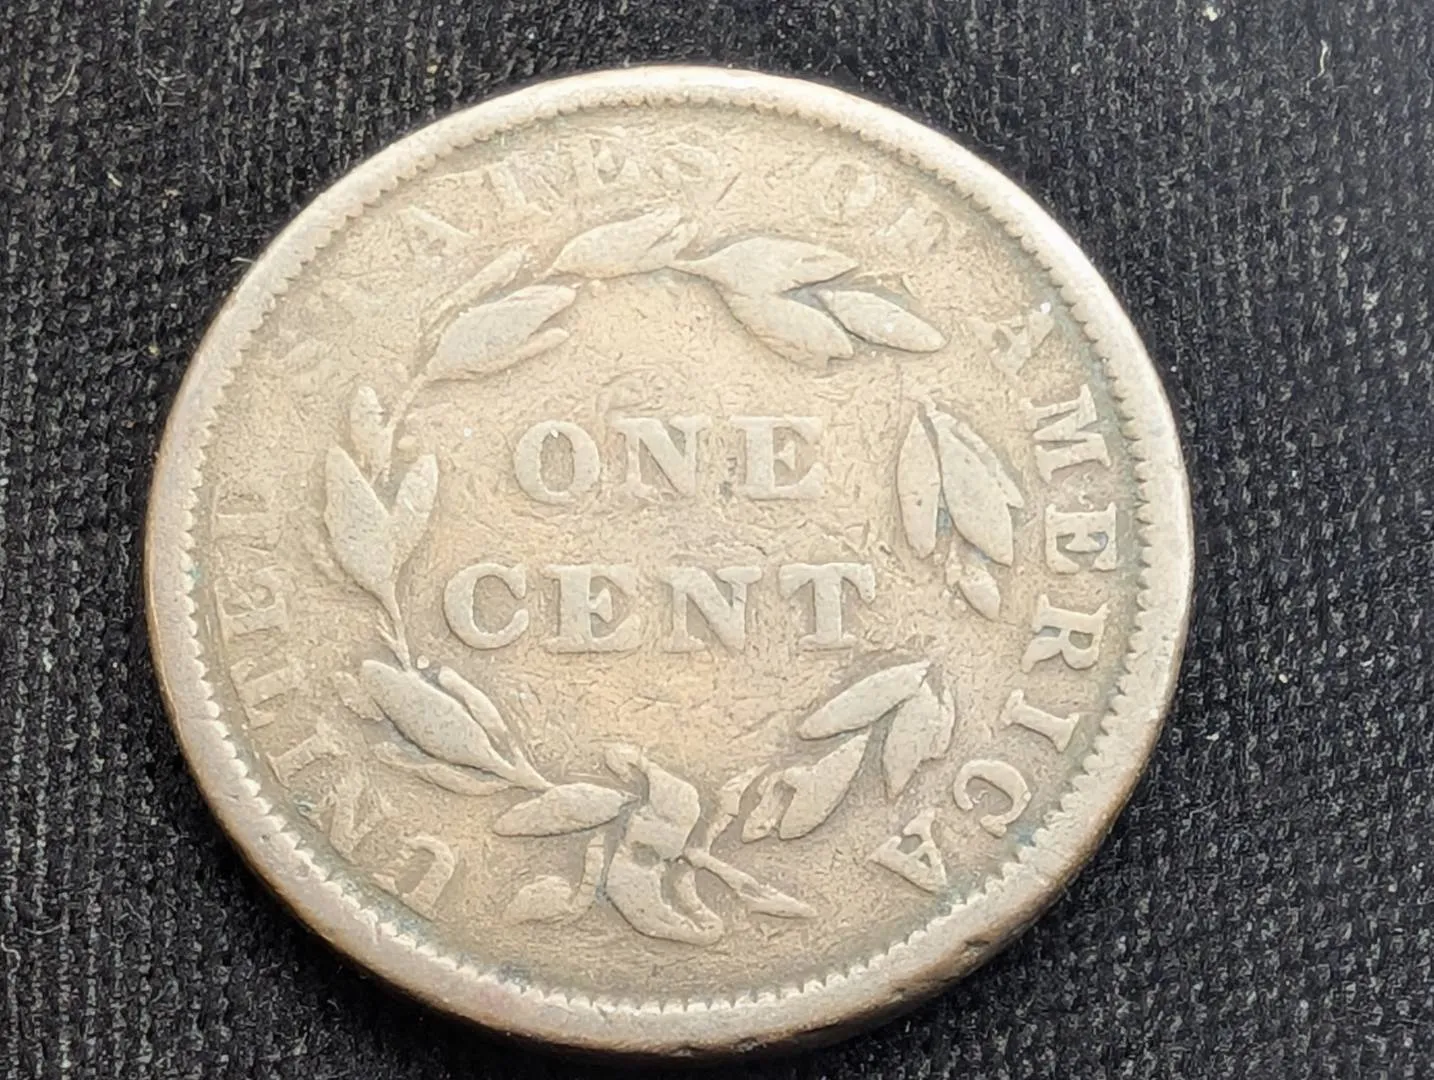 UNITED STATES OF AMERICA
ONE
CENT